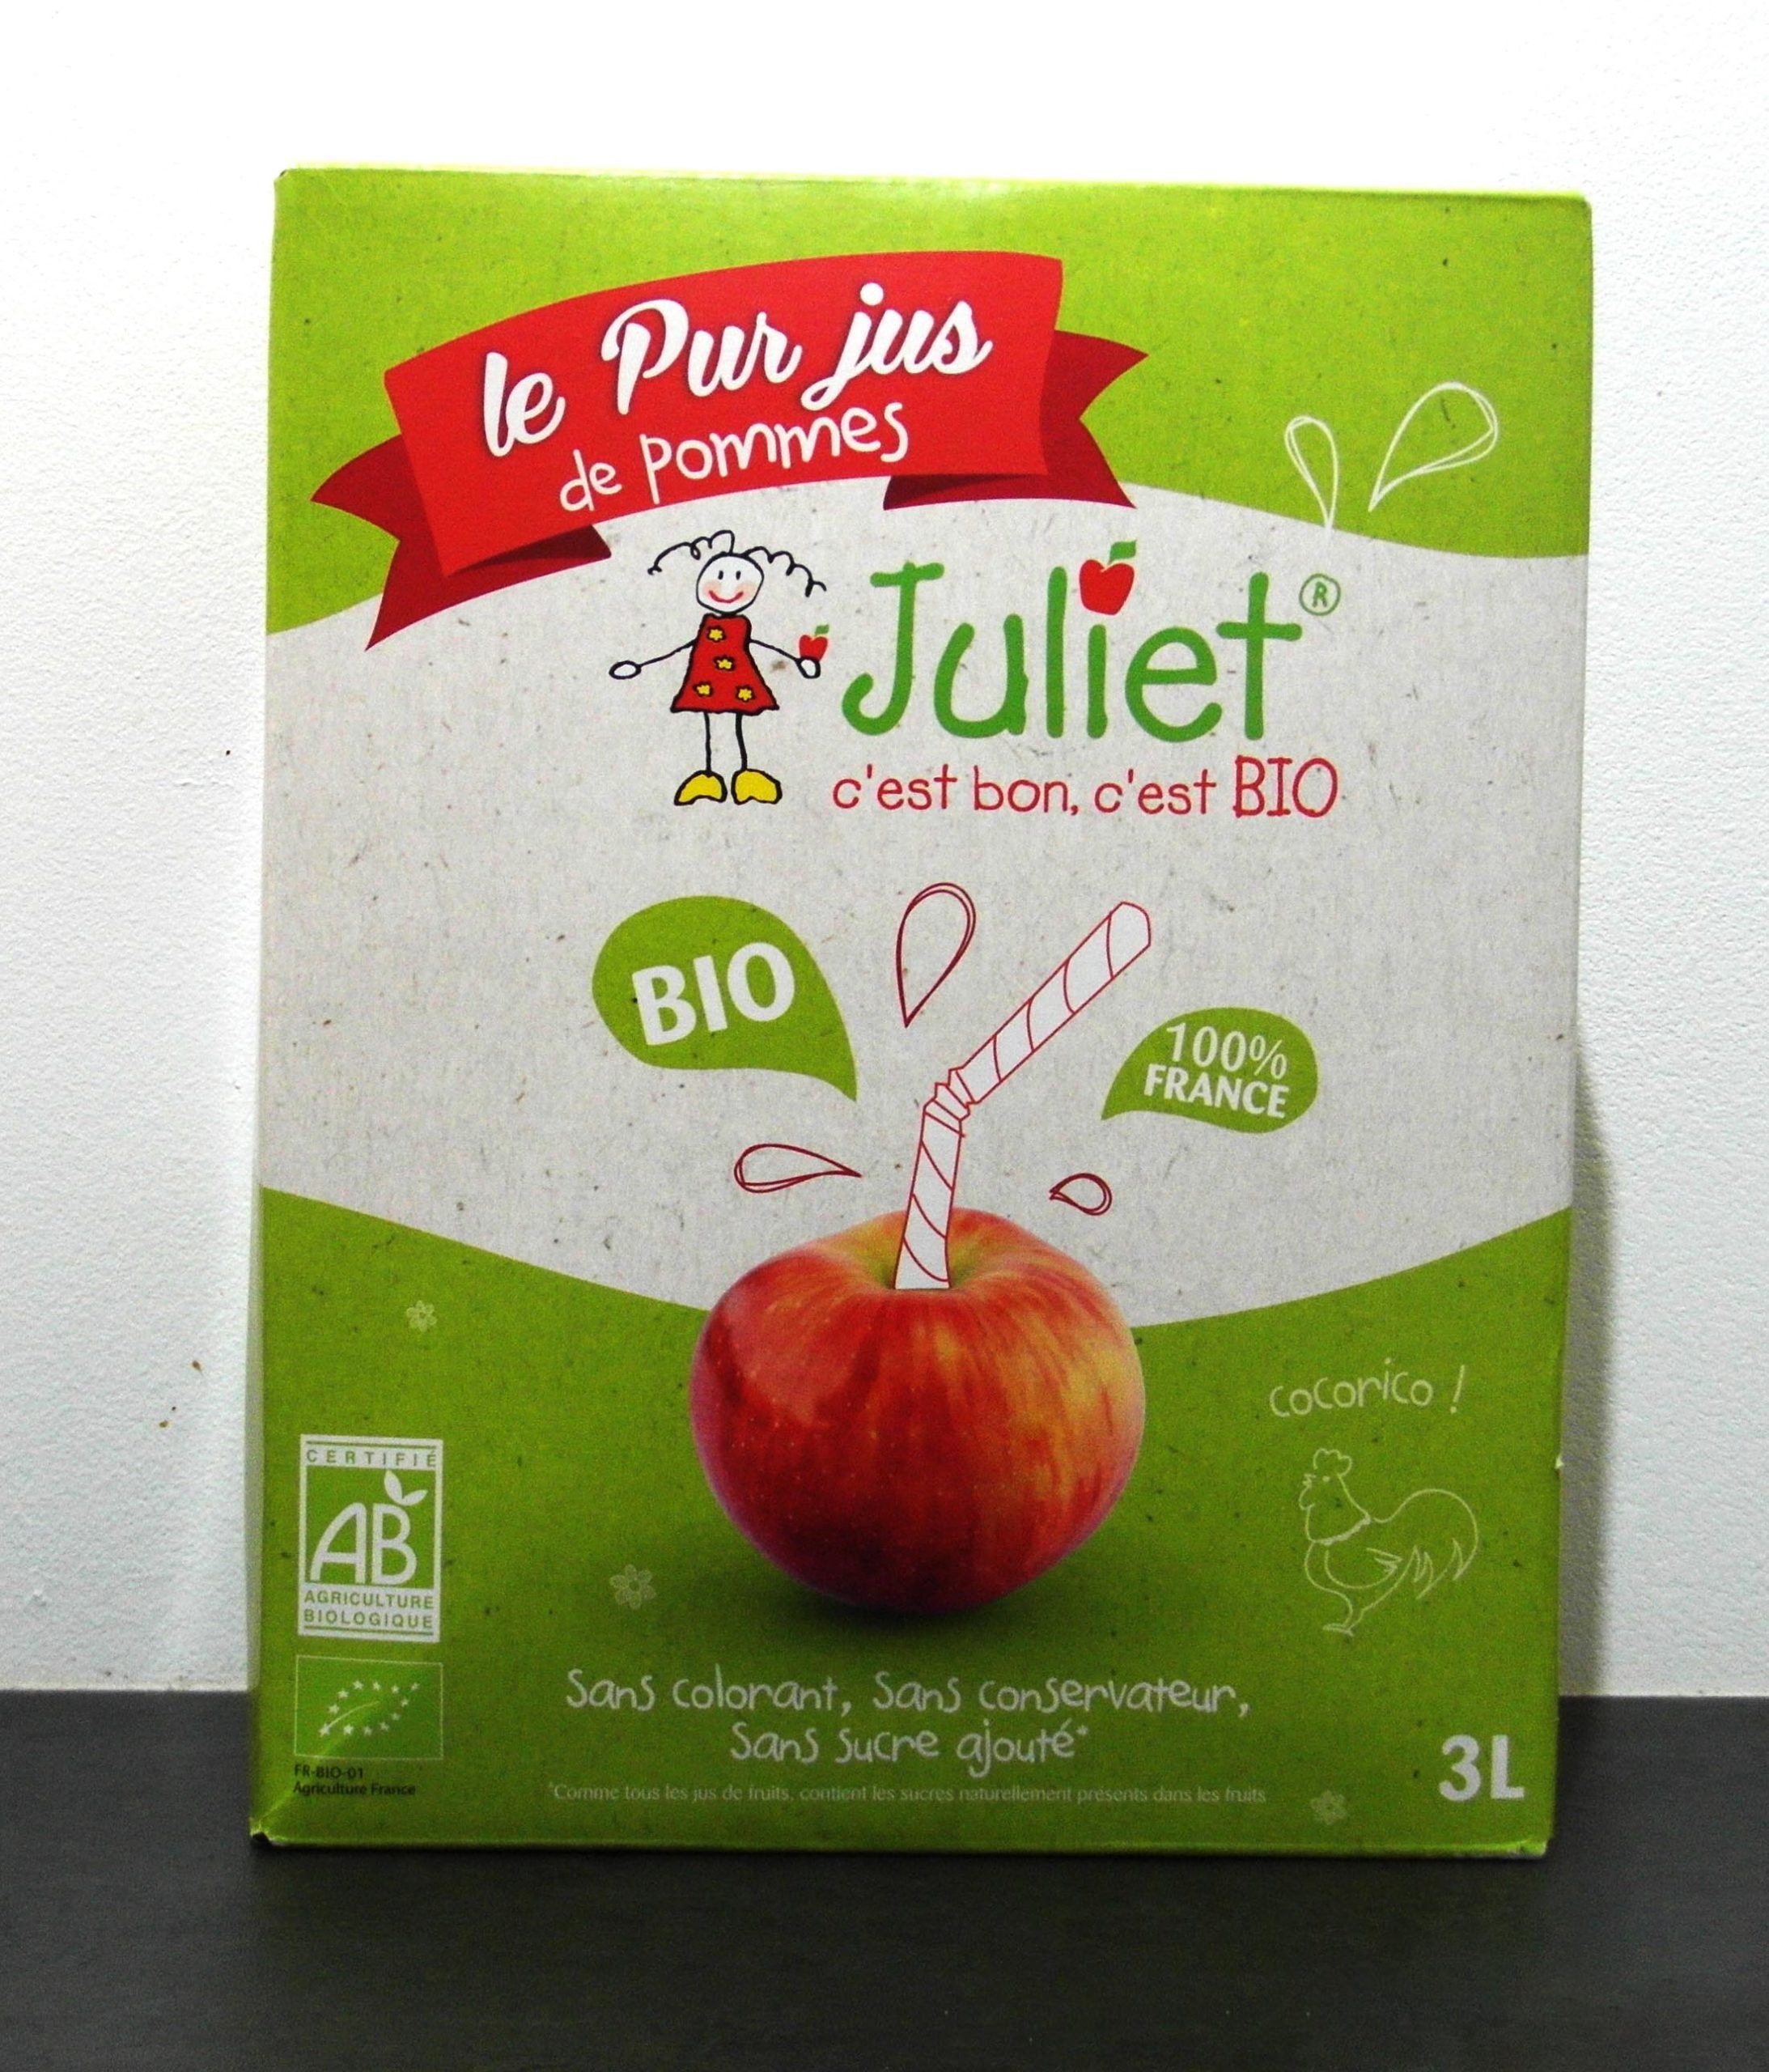 le Pur jus
de pommes
Juliet®
c'est bon, c'est BIO
BIO
100%
FRANCE
cocorico !
CERTIFIÉ
AB
AGRICULTURE
BIOLOGIQUE
Sans colorant, Sans conservateur,
Sans sucre ajouté*
3L
FR-BIO-01
Agriculture France
*Comme tous les jus de fruits, contient les sucres naturellement présents dans les fruits